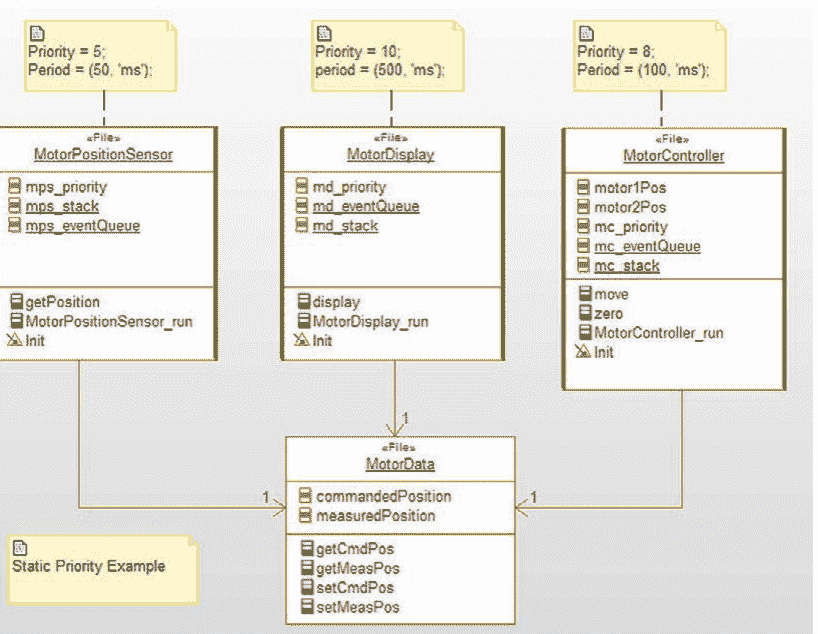 Priority = 5;
Period = (50, 'ms');
Priority = 10;
period = (500, 'ms');
Priority = 8;
Period = (100, 'ms');
«File»
MotorPositionSensor
mps_priority
mps_stack
mps_eventQueue
getPosition
MotorPositionSensor_run
Init
«File»
MotorDisplay
md_priority
md_eventQueue
md_stack
display
MotorDisplay_run
Init
«File»
MotorController
motor1Pos
motor2Pos
mc_priority
mc_eventQueue
mc_stack
move
zero
MotorController_run
Init
1
1
1
«File»
MotorData
commandedPosition
measuredPosition
getCmdPos
getMeasPos
setCmdPos
setMeasPos
Static Priority Example